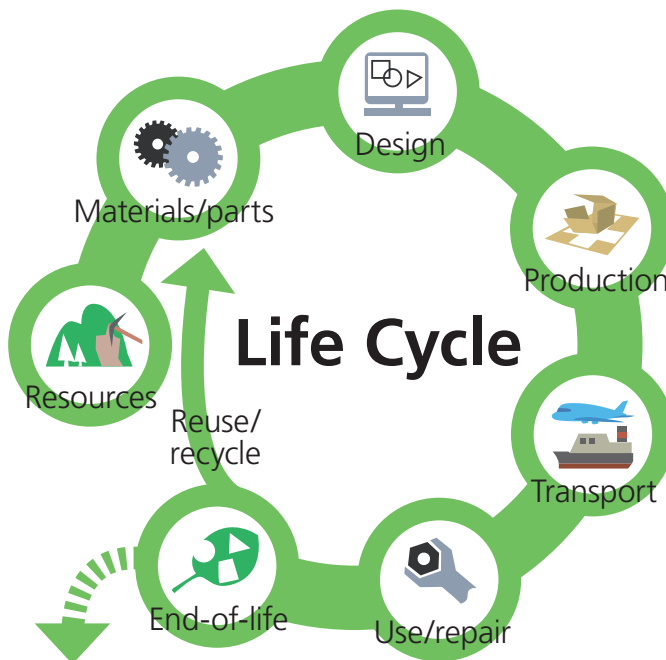 Design
Materials/parts
Production
Life Cycle
Resources
Reuse/
recycle
Transport
End-of-life
Use/repair